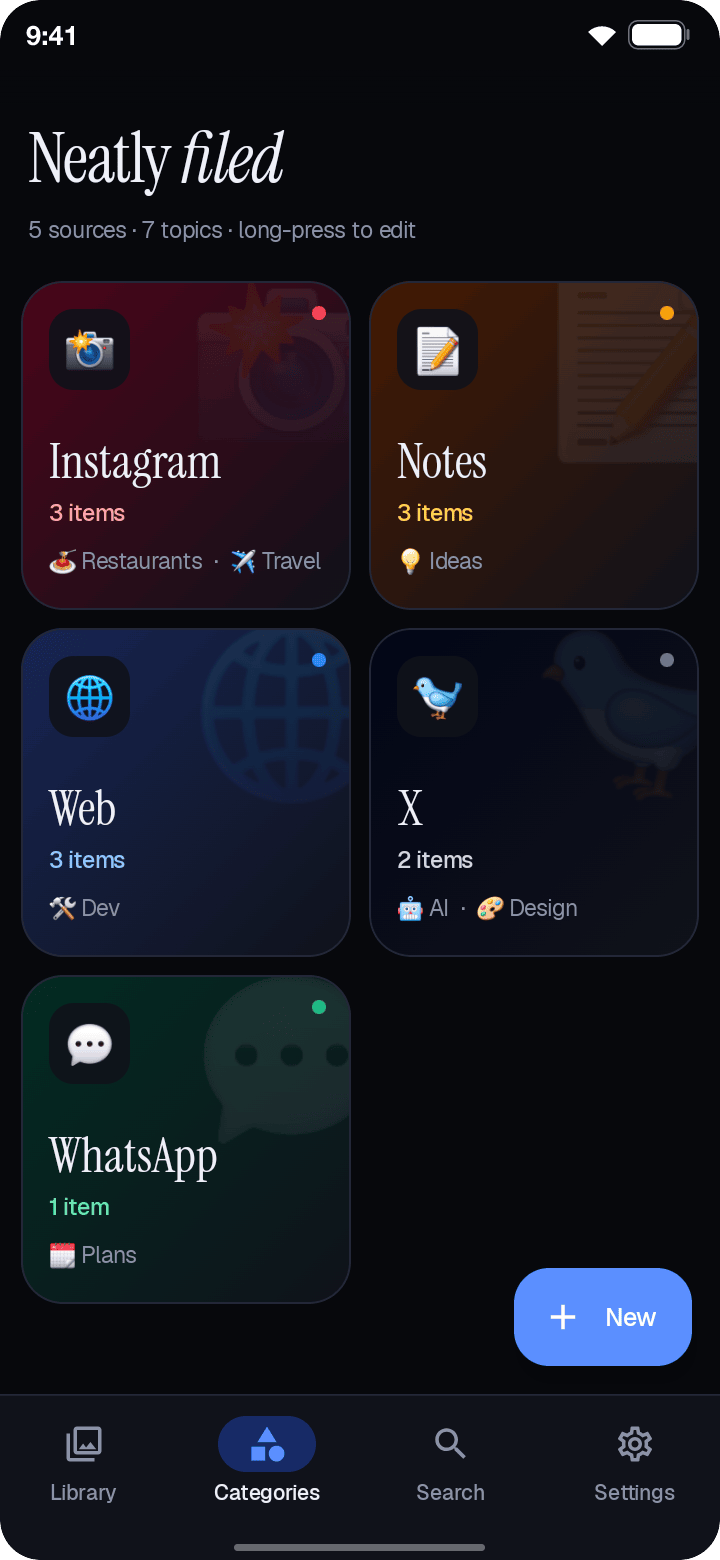 9:41
Neatly filed
5 sources · 7 topics · long-press to edit
Instagram
3 items
Restaurants · Travel
Notes
3 items
Ideas
Web
3 items
Dev
X
2 items
AI · Design
WhatsApp
1 item
Plans
+ New
Library
Categories
Search
Settings